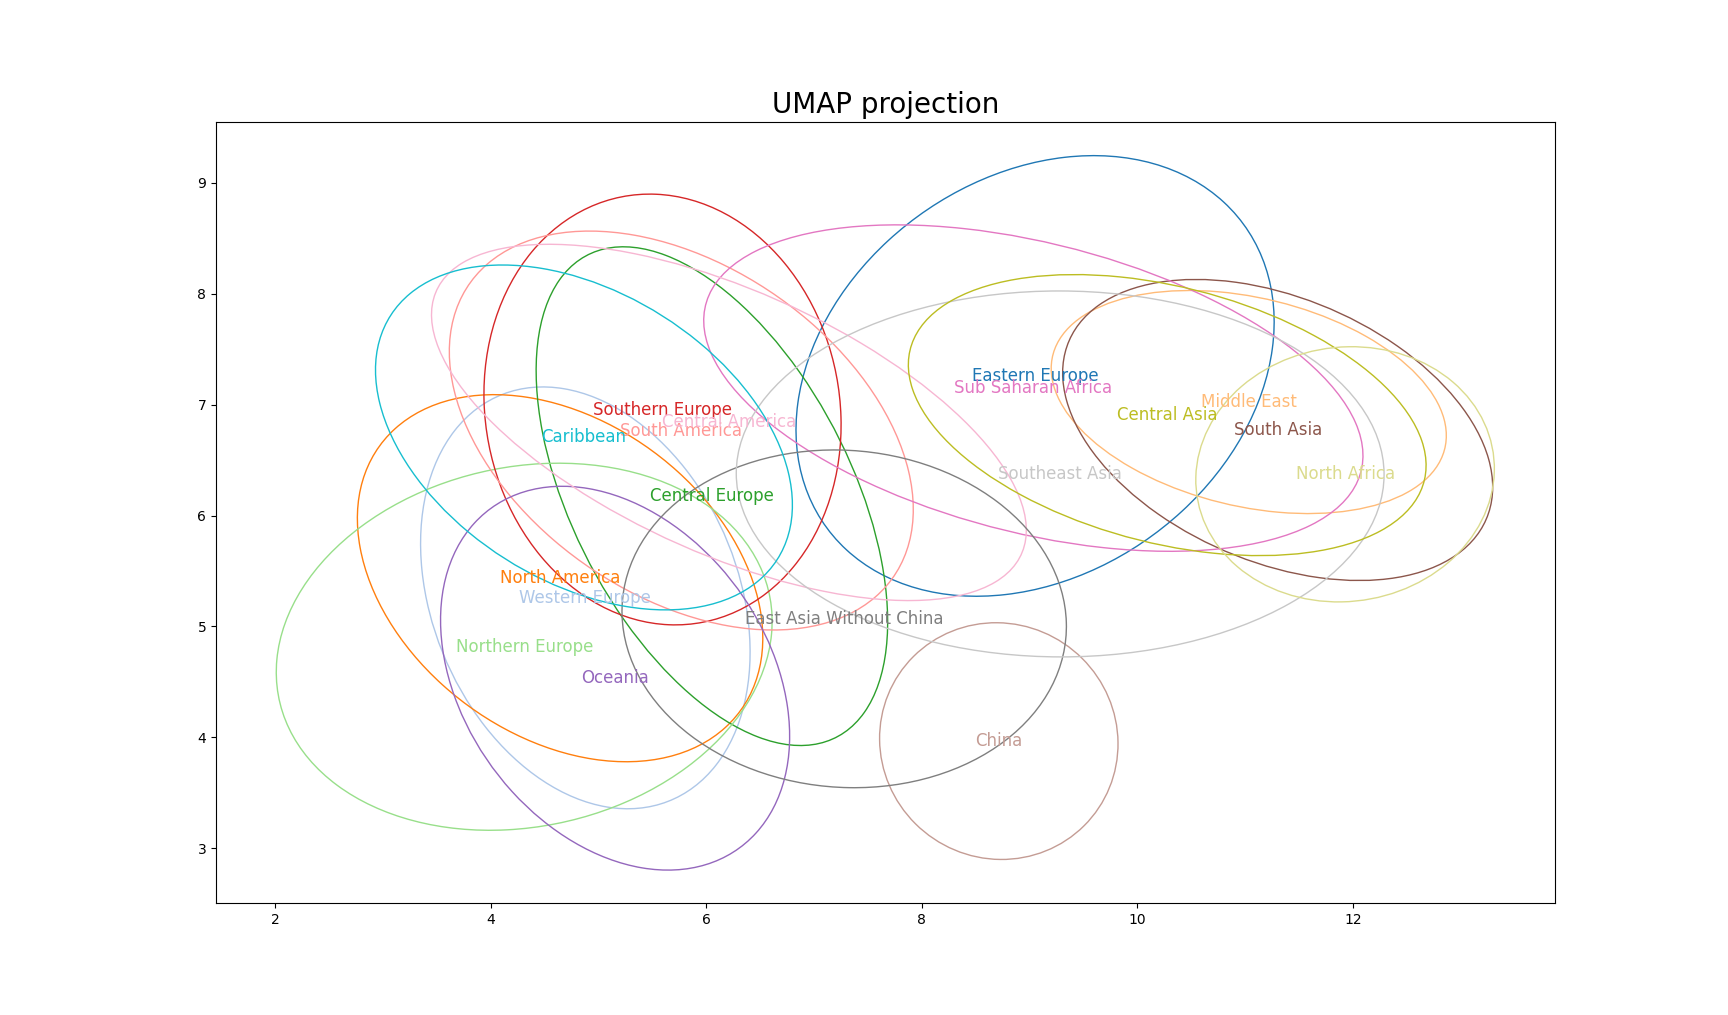 UMAP projection
9
8
7
6
5
4
3
Eastern Europe
Sub Saharan Africa
Middle East
Southern Europe
Central Asia
Central America
South America
South Asia
Caribbean
Southeast Asia
North Africa
Central Europe
North America
Western Europe
East Asia Without China
Northern Europe
Oceania
China
2 4 6 8 10 12